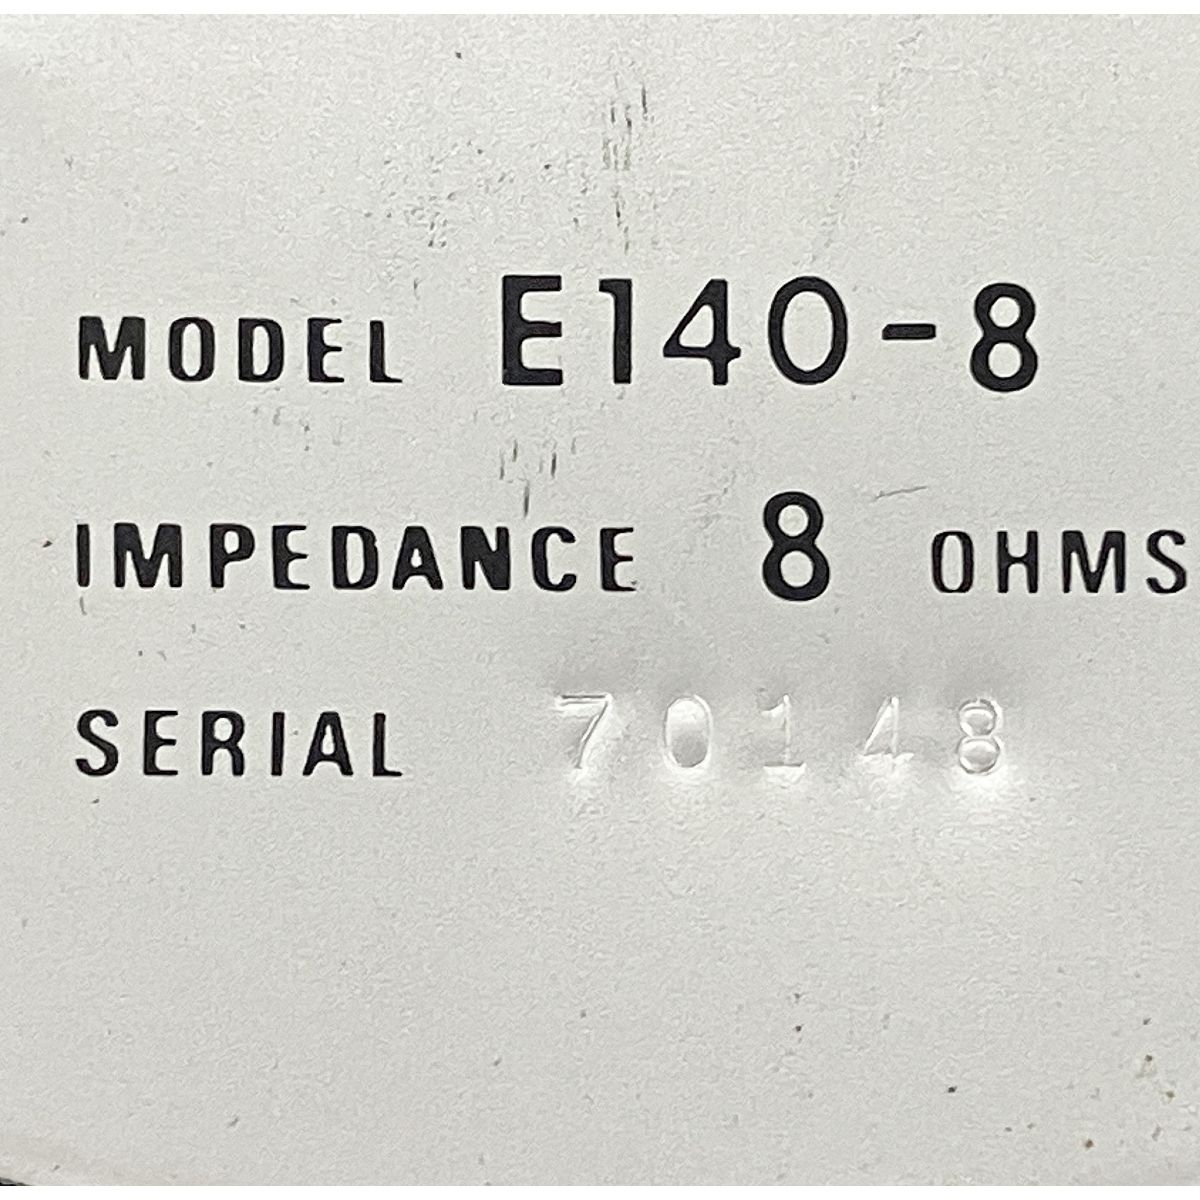 MODEL E140-8
IMPEDANCE 8 OHMS
SERIAL 70148